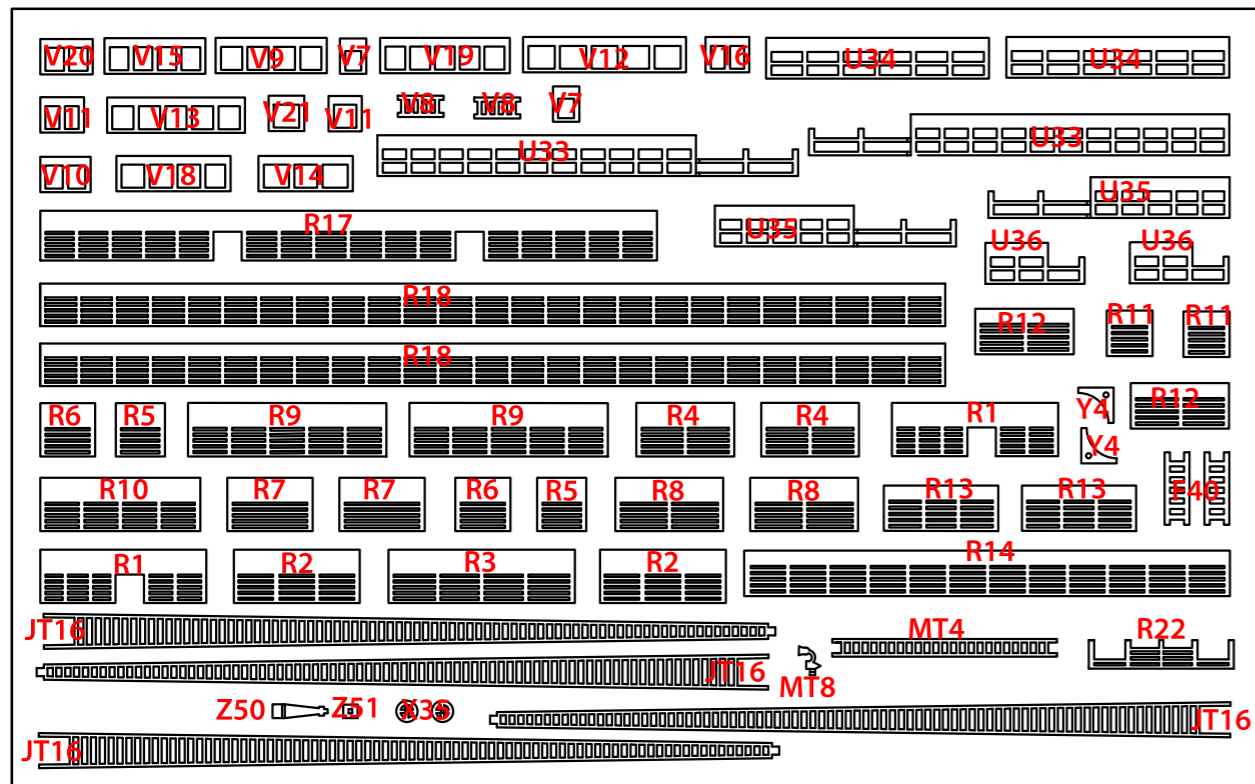 V20 V15 V9 V7 V19 V12 V16 U34 U34
V11 V13 V21 V11 V8 V8 V7
U33 U33
V10 V18 V14
U35
R17 U35
U36 U36
R18
R12 R11 R11
R18
R6 R5 R9 R9 R4 R4 R1 Y4 R12
Y4
R10 R7 R7 R6 R5 R8 R8 R13 R13 F40
R1 R2 R3 R2 R14
JT16 MT4 R22
JT16 MT8
Z50 Z51 X35 JT16
JT16